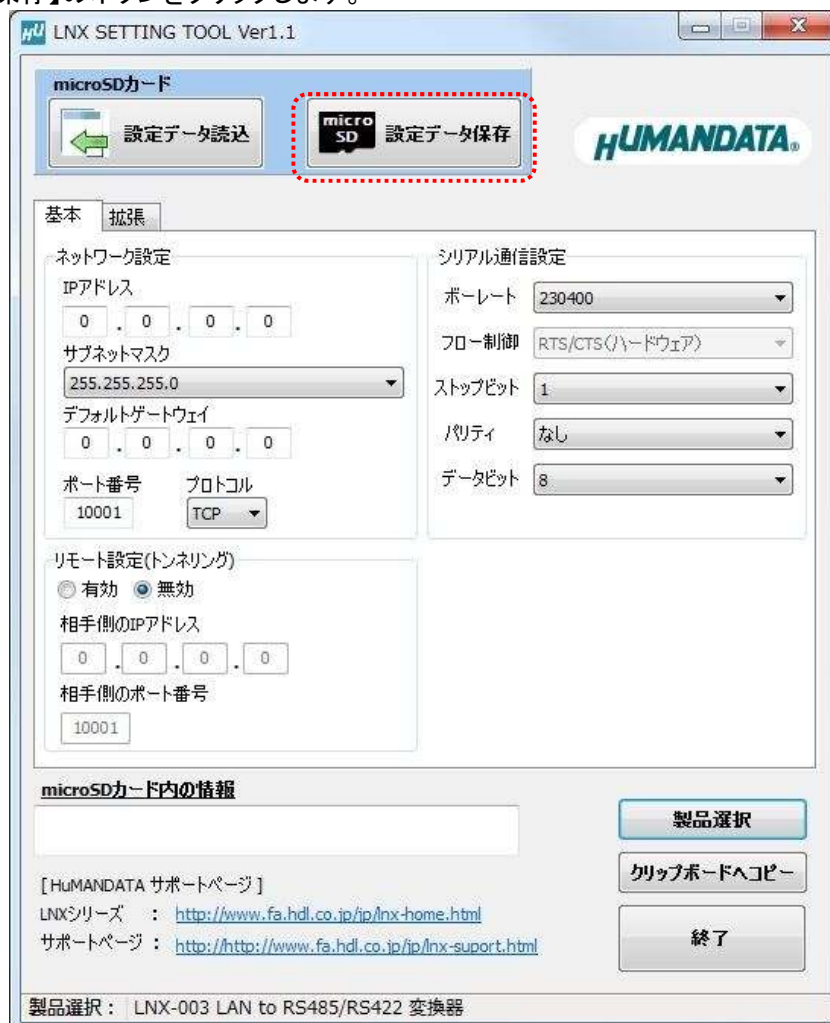 保存】のボタンをクリックします。
LNX SETTING TOOL Ver1.1
microSDカード
設定データ読込
micro SD 設定データ保存
HUMANDATA®
基本 拡張
ネットワーク設定
IPアドレス
0 . 0 . 0 . 0
サブネットマスク
255.255.255.0
デフォルトゲートウェイ
0 . 0 . 0 . 0
ポート番号 プロトコル
10001 TCP
リモート設定(トンネリング)
有効 無効
相手側のIPアドレス
0 . 0 . 0 . 0
相手側のポート番号
10001
シリアル通信設定
ボーレート 230400
フロー制御 RTS/CTS(ハードウェア)
ストップビット 1
パリティ なし
データビット 8
microSDカード内の情報
製品選択
クリップボードへコピー
終了
[HuMANDATA サポートページ]
LNXシリーズ : http://www.fa.hdl.co.jp/jp/lnx-home.html
サポートページ : http://http://www.fa.hdl.co.jp/jp/lnx-suport.html
製品選択: LNX-003 LAN to RS485/RS422 変換器